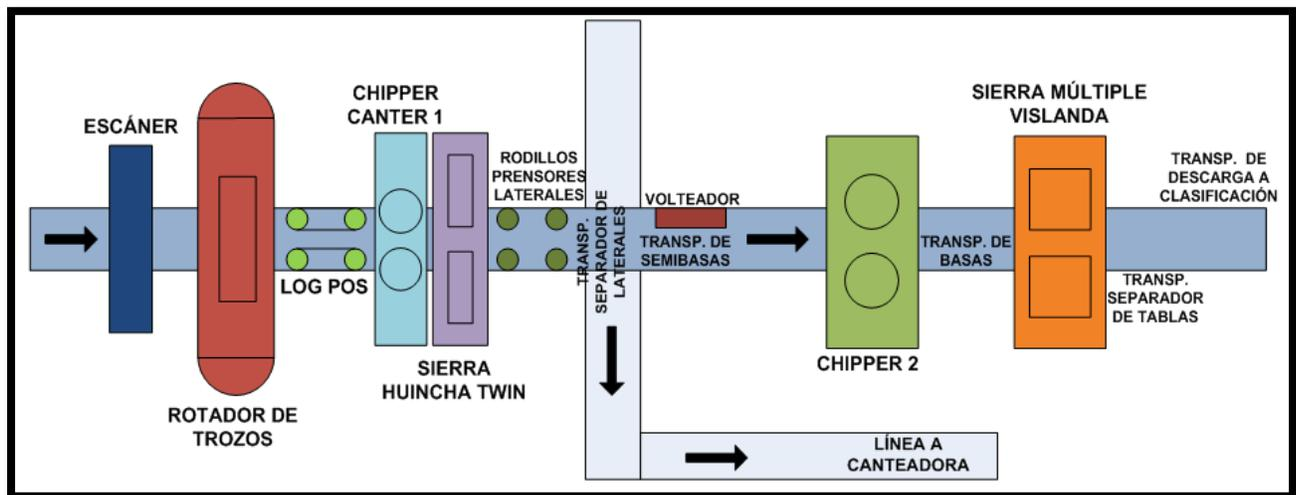 ESCÁNER
ROTADOR DE
TROZOS
LOG POS
CHIPPER
CANTER 1
SIERRA
HUINCHA TWIN
RODILLOS
PRENSORES
LATERALES
TRANSP.
SEPARADOR DE
LATERALES
VOLTEADOR
TRANSP. DE
SEMIBASAS
CHIPPER 2
TRANSP. DE
BASAS
SIERRA MÚLTIPLE
VISLANDA
TRANSP. DE
DESCARGA A
CLASIFICACIÓN
TRANSP.
SEPARADOR
DE TABLAS
LÍNEA A
CANTEADORA